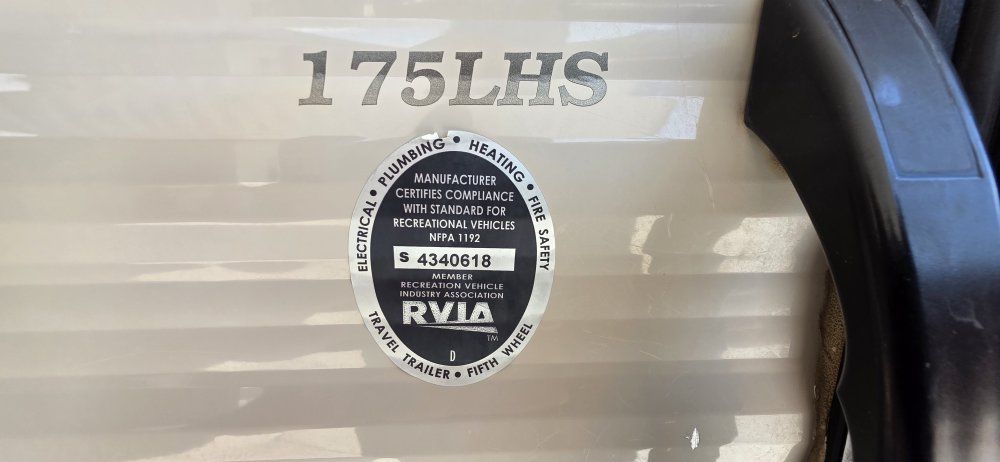 175LHS
ELECTRICAL • PLUMBING • HEATING • FIRE SAFETY
MANUFACTURER
CERTIFIES COMPLIANCE
WITH STANDARD FOR
RECREATIONAL VEHICLES
NFPA 1192
S 4340618
MEMBER
RECREATION VEHICLE
INDUSTRY ASSOCIATION
RVIA
TM
D
TRAVEL TRAILER • FIFTH WHEEL